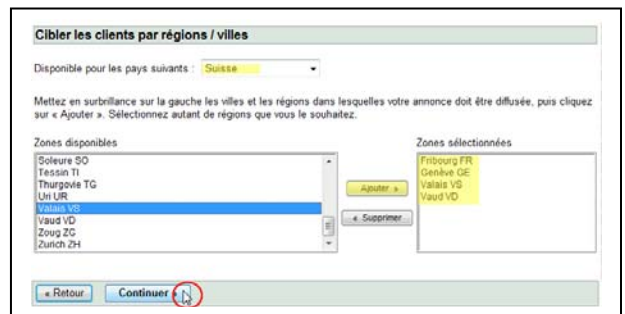 Cibler les clients par régions / villes
Disponible pour les pays suivants : Suisse
Mettez en surbrillance sur la gauche les villes et les régions dans lesquelles votre annonce doit être diffusée, puis cliquez
sur « Ajouter ». Sélectionnez autant de régions que vous le souhaitez.
Zones disponibles
Soleure SO
Tessin TI
Thurgovie TG
Uri UR
Valais VS
Vaud VD
Zoug ZG
Zurich ZH
Ajouter »
« Supprimer
Zones sélectionnées
Fribourg FR
Genève GE
Valais VS
Vaud VD
« Retour
Continuer »